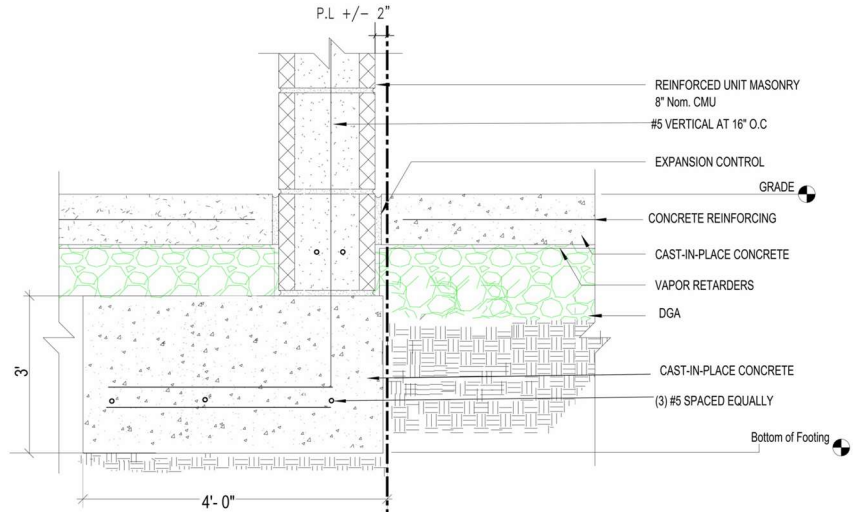 P.L +/- 2"
REINFORCED UNIT MASONRY
8" Nom. CMU
#5 VERTICAL AT 16" O.C
EXPANSION CONTROL
GRADE
CONCRETE REINFORCING
CAST-IN-PLACE CONCRETE
VAPOR RETARDERS
DGA
3'
CAST-IN-PLACE CONCRETE
(3) #5 SPACED EQUALLY
Bottom of Footing
4'- 0"